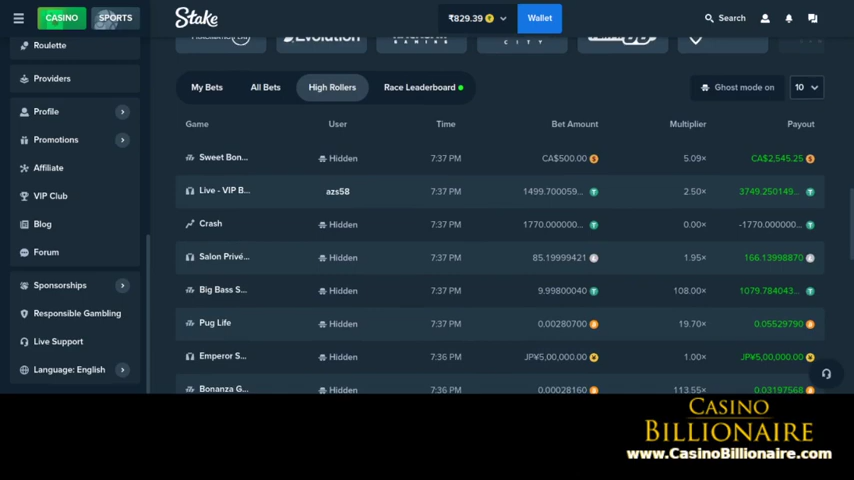 CASINO
SPORTS
Stake
₹829.39
Wallet
Search
Roulette
Evolution
GAMING
CITY
Providers
My Bets
All Bets
High Rollers
Race Leaderboard
Ghost mode on
10
Profile
Promotions
Affiliate
VIP Club
Blog
Forum
Sponsorships
Responsible Gambling
Live Support
Language: English
Game User Time Bet Amount Multiplier Payout
Sweet Bon... Hidden 7:37 PM CA$500.00 5.09× CA$2,545.25
Live - VIP B... azs58 7:37 PM 1499.700059... 2.50× 3749.250149...
Crash Hidden 7:37 PM 1770.000000... 0.00× -1770.000000...
Salon Privé... Hidden 7:37 PM 85.19999421 1.95× 166.13998870
Big Bass S... Hidden 7:37 PM 9.99800040 108.00× 1079.784043...
Pug Life Hidden 7:37 PM 0.00280700 19.70× 0.05529790
Emperor S... Hidden 7:36 PM JP¥5,00,000.00 1.00× JP¥5,00,000.00
Bonanza G... Hidden 7:36 PM 0.00028160 113.55× 0.03197568
CASINO
BILLIONAIRE
www.CasinoBillionaire.com